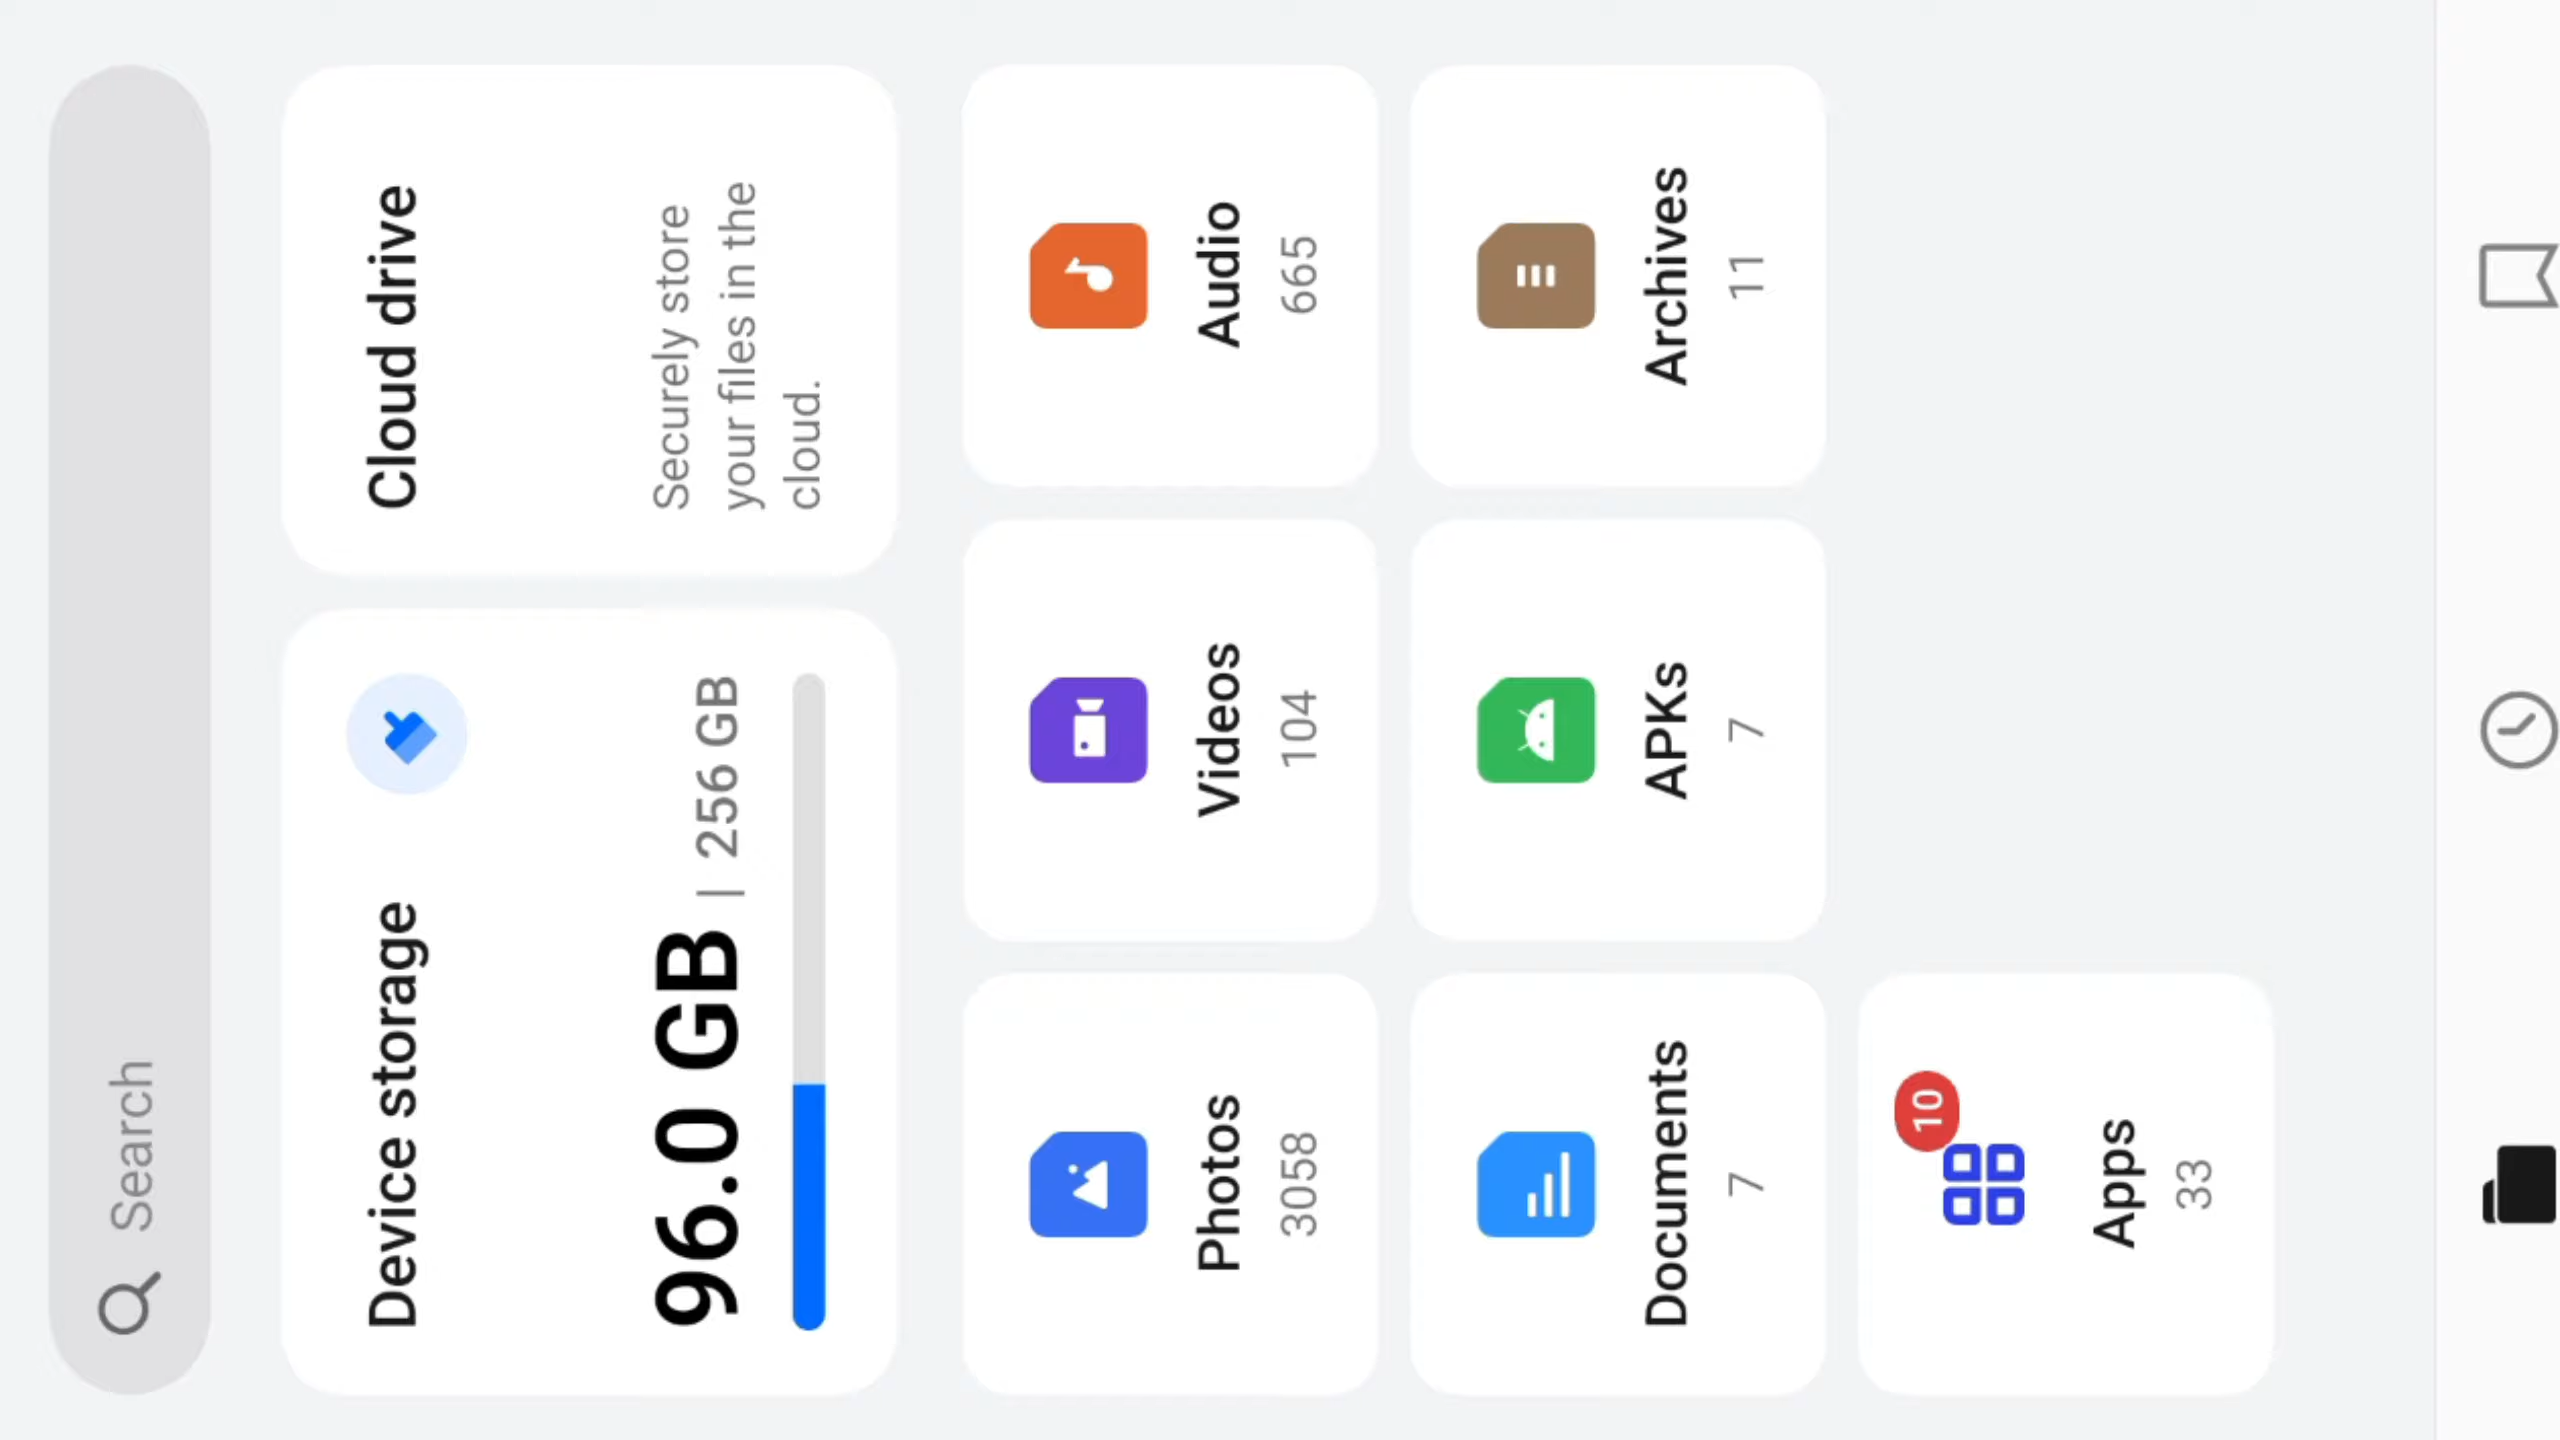 Search
Device storage
96.0 GB | 256 GB
Cloud drive
Securely store
your files in the
cloud.
Photos
3058
Videos
104
Audio
665
Documents
7
APKs
7
Archives
11
10
Apps
33